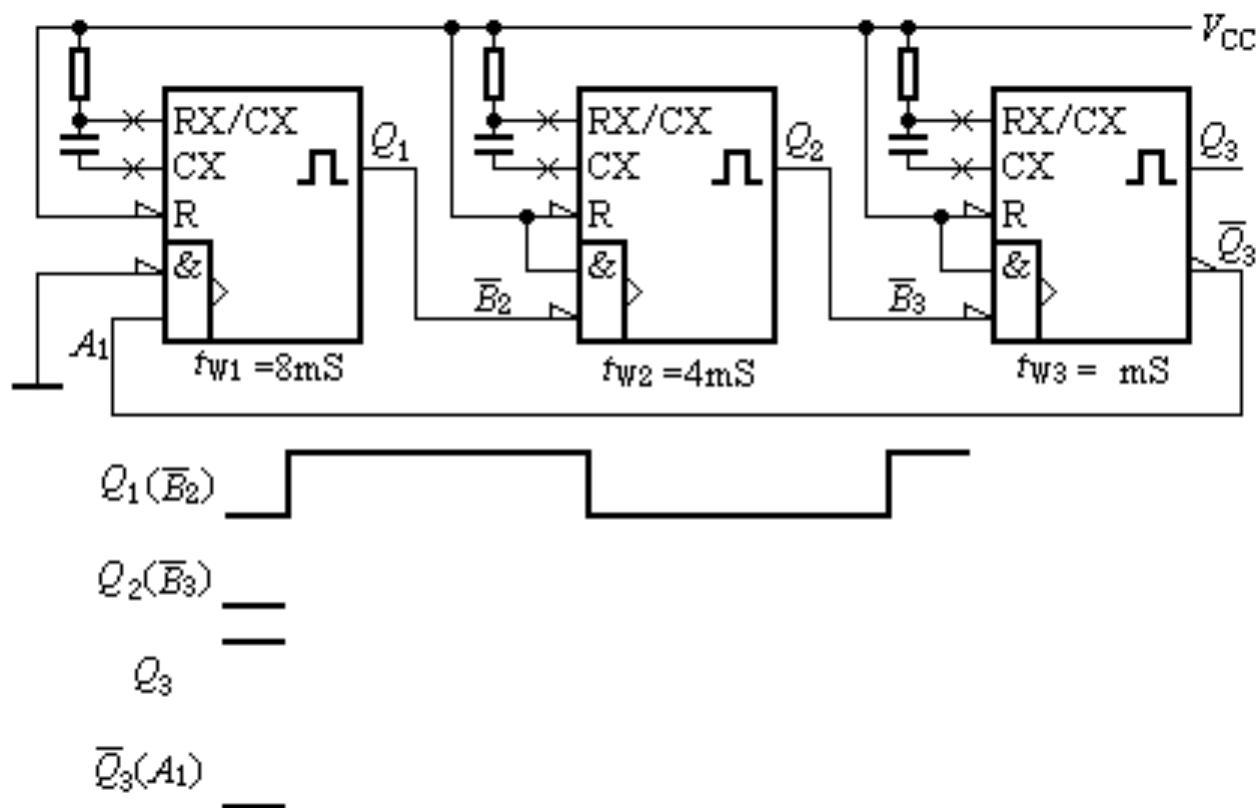 VCC
RX/CX
CX
R
&
Q1
A1
tW1 =8mS
RX/CX
CX
R
&
Q2
B̅2
tW2 =4mS
RX/CX
CX
R
&
Q3
Q̅3
B̅3
tW3 = mS
Q1(B̅2)
Q2(B̅3)
Q3
Q̅3(A1)